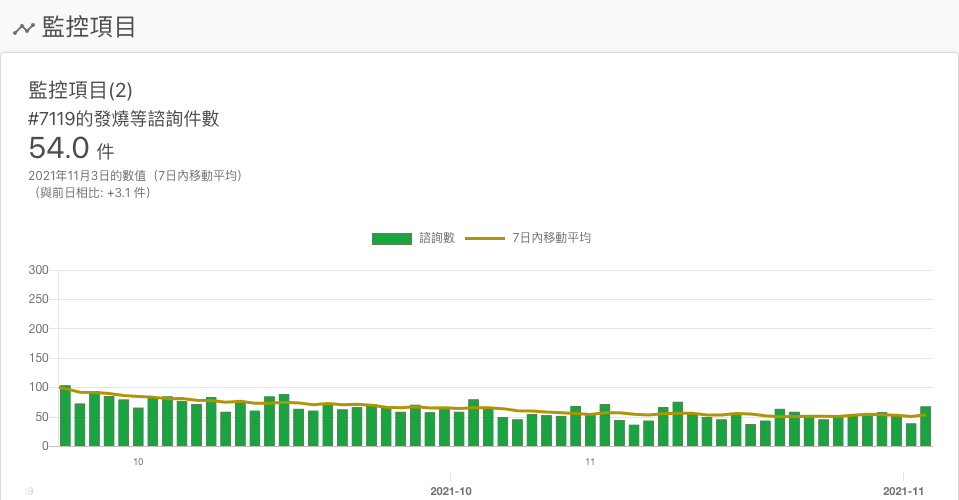 監控項目
監控項目(2)
#7119的發燒等諮詢件數
54.0 件
2021年11月3日的數值（7日內移動平均）
（與前日相比: +3.1 件）
諮詢數 7日內移動平均
300
250
200
150
100
50
0
10 11
2021-10 2021-11